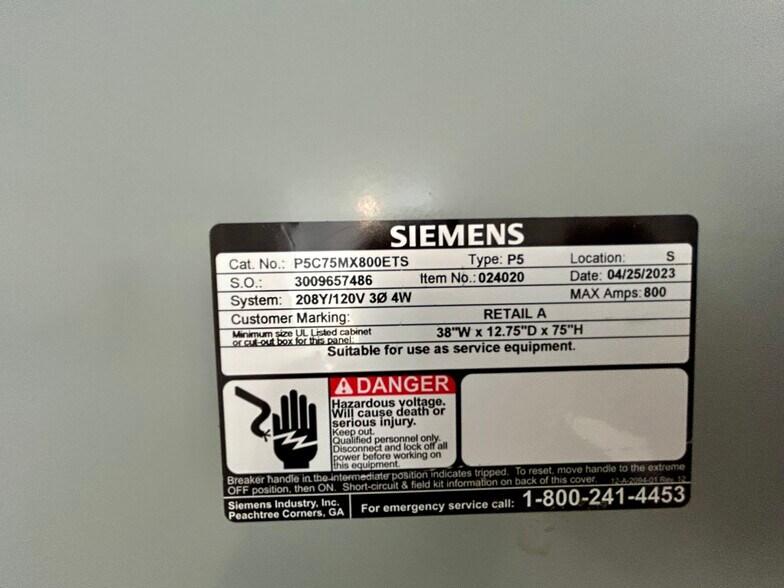 SIEMENS
Cat. No.: P5C75MX800ETS Type: P5 Location: S
S.O.: 3009657486 Item No.: 024020 Date: 04/25/2023
System: 208Y/120V 3Ø 4W MAX Amps: 800
Customer Marking: RETAIL A
Minimum size UL Listed cabinet
or cut-out box for this panel: 38"W x 12.75"D x 75"H
Suitable for use as service equipment.
DANGER
Hazardous voltage.
Will cause death or
serious injury.
Keep out.
Qualified personnel only.
Disconnect and lock off all
power before working on
this equipment.
Breaker handle in the intermediate position indicates tripped. To reset, move handle to the extreme
OFF position, then ON. Short-circuit & field kit information on back of this cover. 12-A-2094-01 Rev. 12
Siemens Industry, Inc.
Peachtree Corners, GA
For emergency service call: 1-800-241-4453